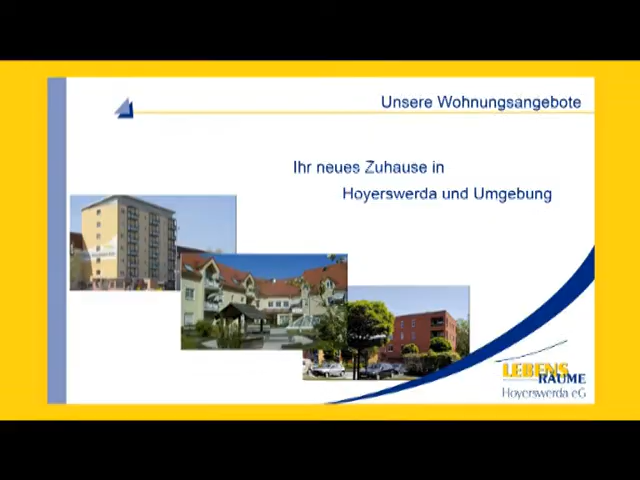 Unsere Wohnungsangebote
Ihr neues Zuhause in
Hoyerswerda und Umgebung
LEBENS
RÄUME
Hoyerswerda eG